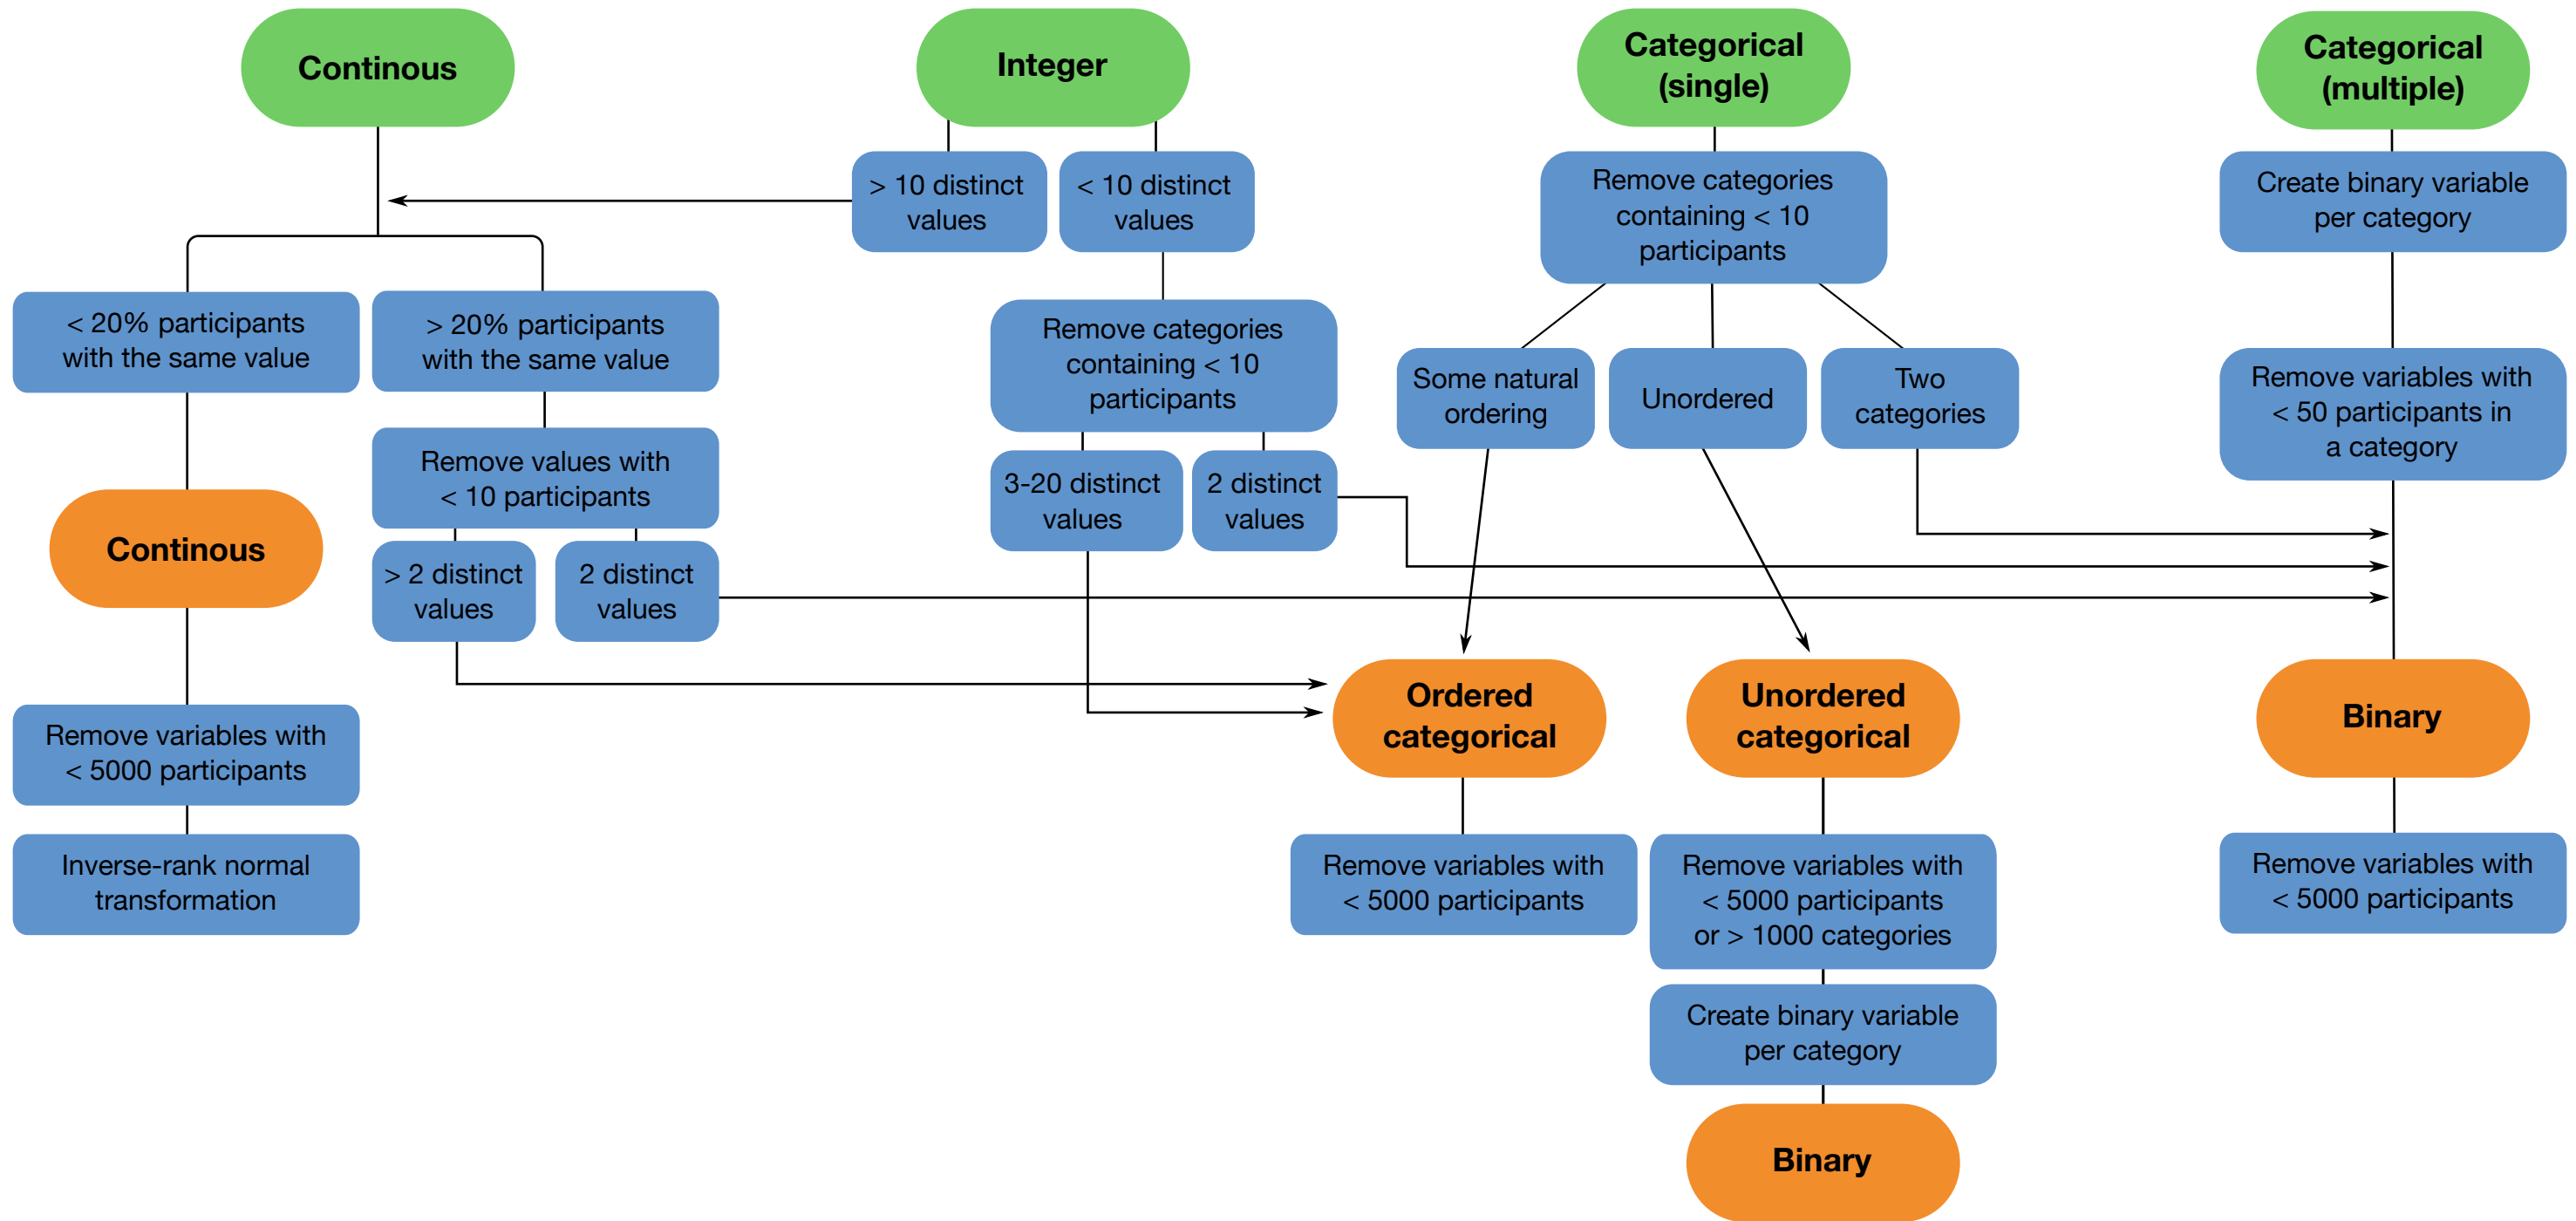 Continous
Integer
Categorical
(single)
Categorical
(multiple)
> 10 distinct
values
< 10 distinct
values
Remove categories
containing < 10
participants
Create binary variable
per category
< 20% participants
with the same value
> 20% participants
with the same value
Remove categories
containing < 10
participants
Some natural
ordering
Unordered
Two
categories
Remove variables with
< 50 participants in
a category
Remove values with
< 10 participants
3-20 distinct
values
2 distinct
values
Continous
> 2 distinct
values
2 distinct
values
Ordered
categorical
Unordered
categorical
Binary
Remove variables with
< 5000 participants
Inverse-rank normal
transformation
Remove variables with
< 5000 participants
Remove variables with
< 5000 participants
or > 1000 categories
Remove variables with
< 5000 participants
Create binary variable
per category
Binary